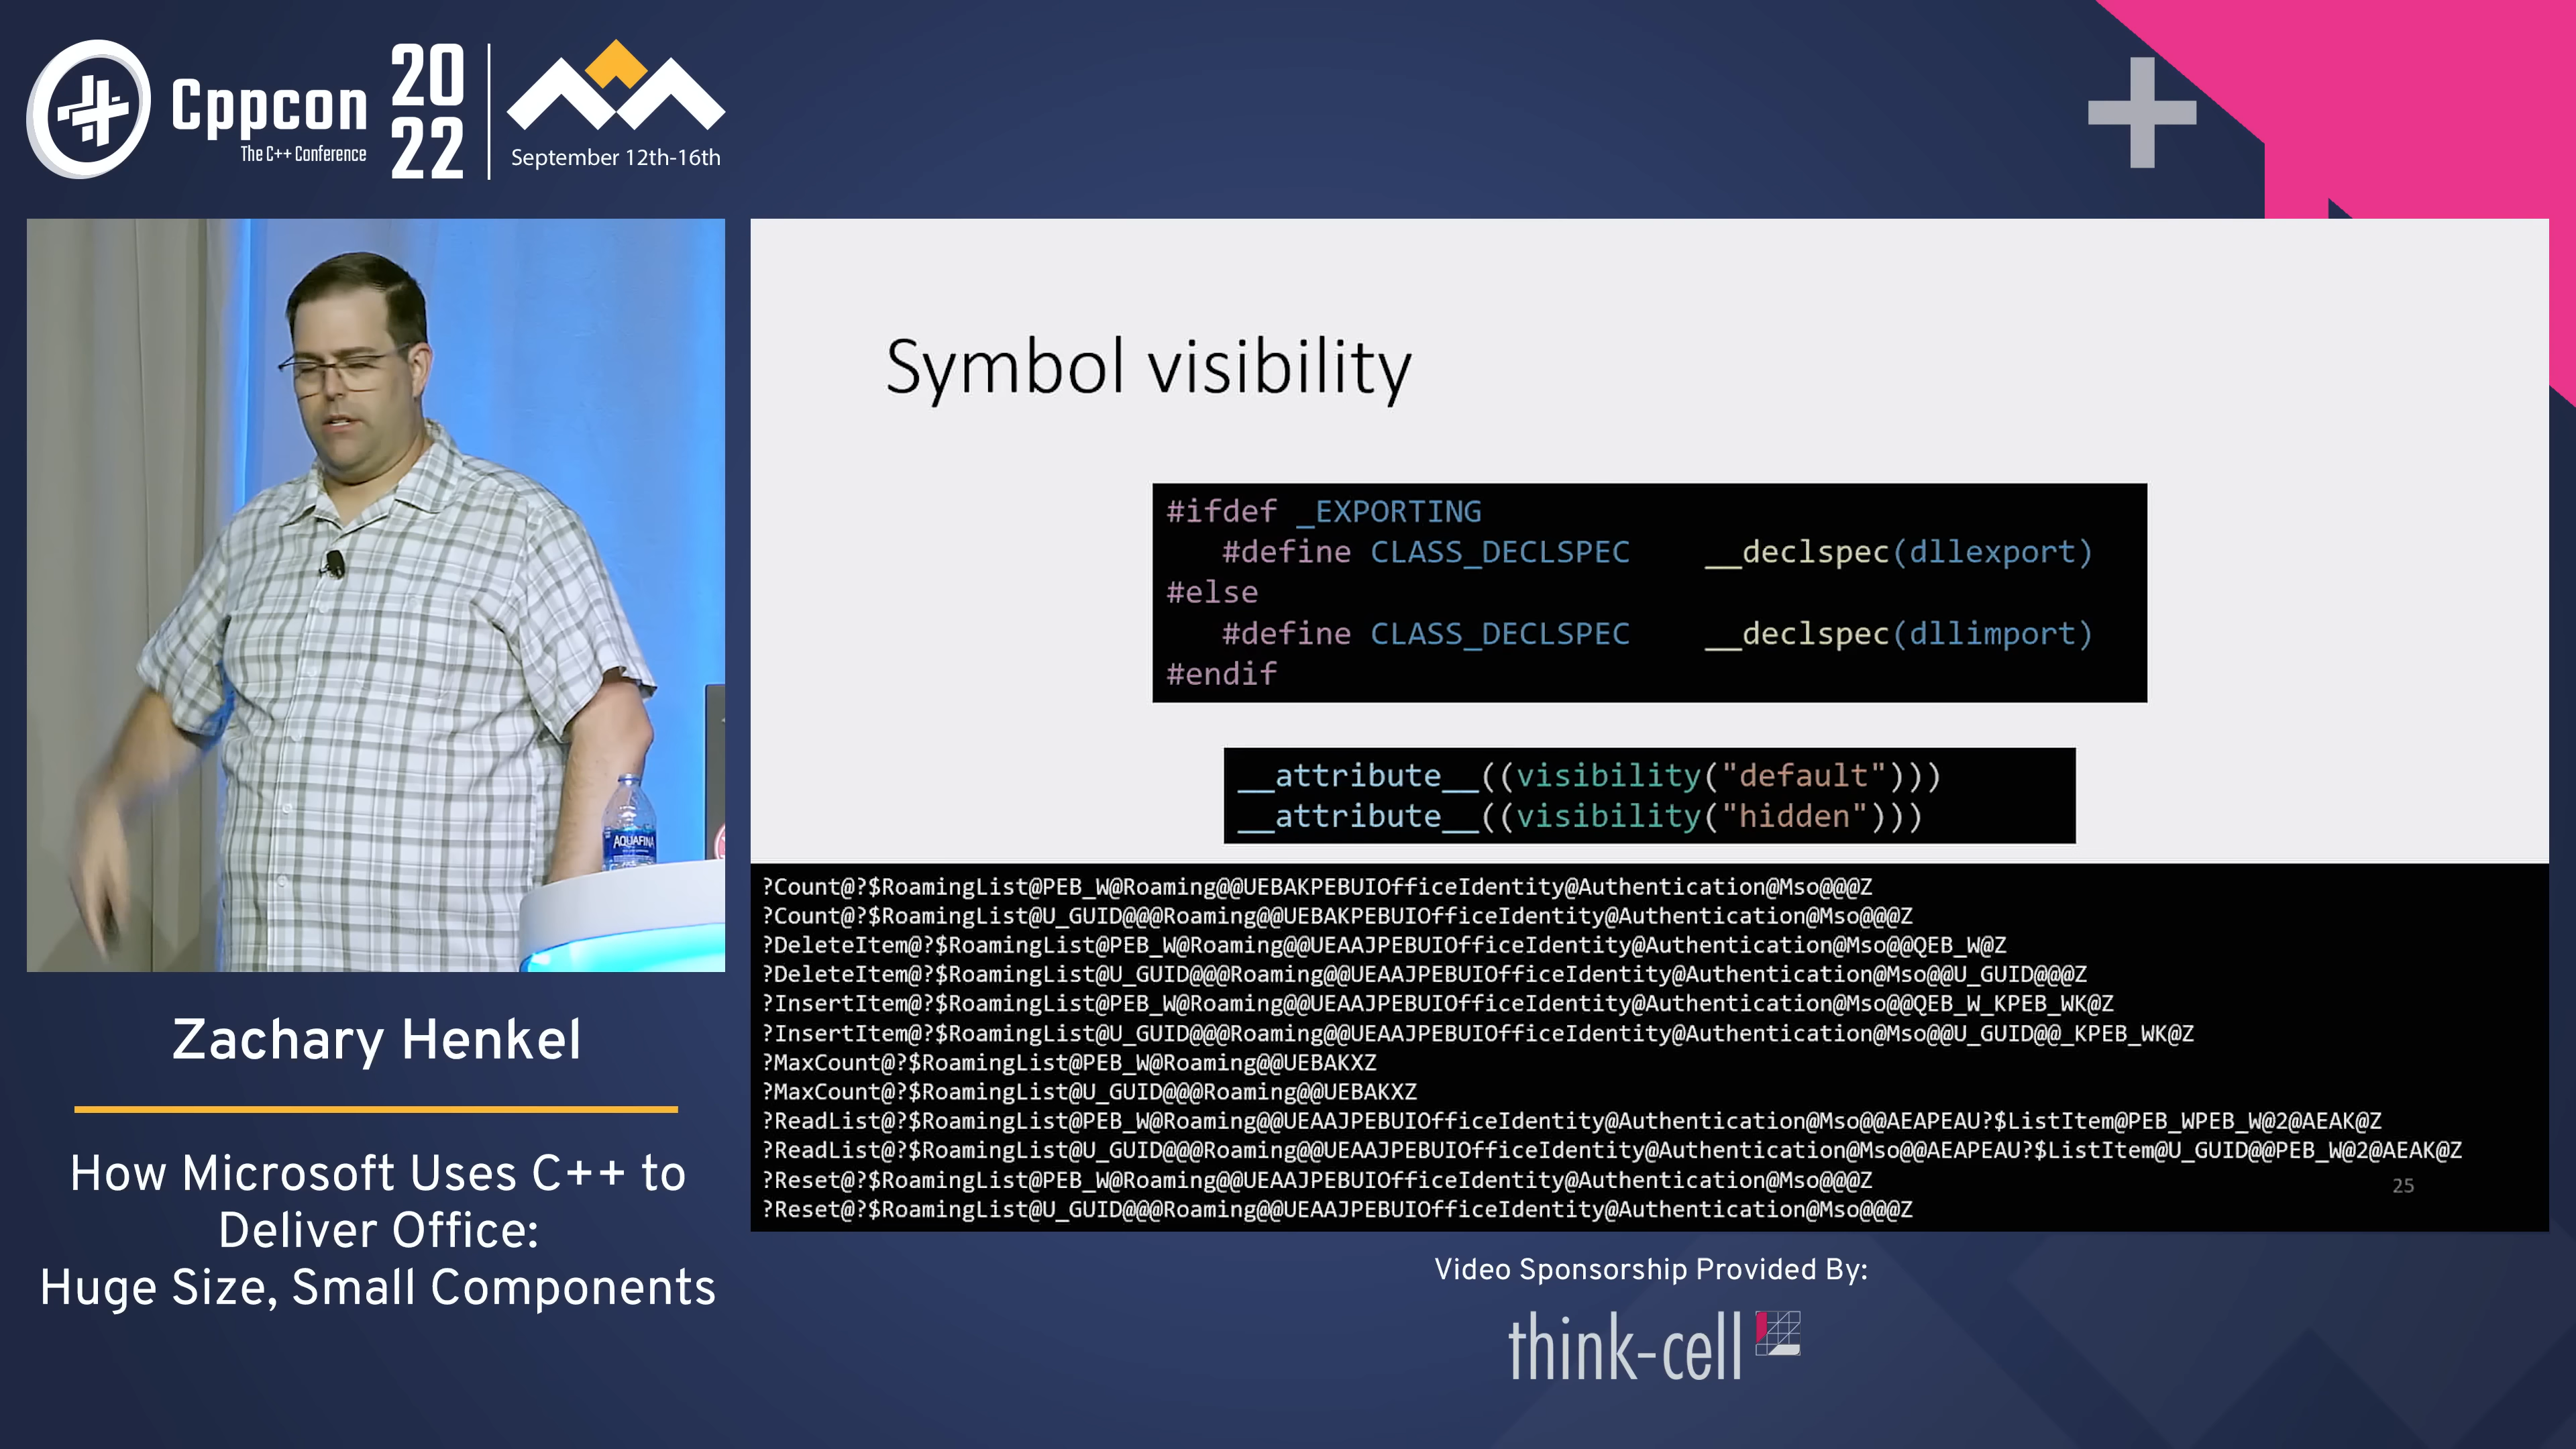 Cppcon
The C++ Conference
20
22
September 12th-16th
AQUAFINA
Zachary Henkel
How Microsoft Uses C++ to
Deliver Office:
Huge Size, Small Components
Symbol visibility
#ifdef _EXPORTING
#define CLASS_DECLSPEC    __declspec(dllexport)
#else
#define CLASS_DECLSPEC    __declspec(dllimport)
#endif
__attribute__((visibility("default")))
__attribute__((visibility("hidden")))
?Count@?$RoamingList@PEB_W@Roaming@@UEBAKPEBUIOfficeIdentity@Authentication@Mso@@@Z
?Count@?$RoamingList@U_GUID@@@Roaming@@UEBAKPEBUIOfficeIdentity@Authentication@Mso@@@Z
?DeleteItem@?$RoamingList@PEB_W@Roaming@@UEAAJPEBUIOfficeIdentity@Authentication@Mso@@QEB_W@Z
?DeleteItem@?$RoamingList@U_GUID@@@Roaming@@UEAAJPEBUIOfficeIdentity@Authentication@Mso@@U_GUID@@@Z
?InsertItem@?$RoamingList@PEB_W@Roaming@@UEAAJPEBUIOfficeIdentity@Authentication@Mso@@QEB_W_KPEB_WK@Z
?InsertItem@?$RoamingList@U_GUID@@@Roaming@@UEAAJPEBUIOfficeIdentity@Authentication@Mso@@U_GUID@@_KPEB_WK@Z
?MaxCount@?$RoamingList@PEB_W@Roaming@@UEBAKXZ
?MaxCount@?$RoamingList@U_GUID@@@Roaming@@UEBAKXZ
?ReadList@?$RoamingList@PEB_W@Roaming@@UEAAJPEBUIOfficeIdentity@Authentication@Mso@@AEAPEAU?$ListItem@PEB_WPEB_W@2@AEAK@Z
?ReadList@?$RoamingList@U_GUID@@@Roaming@@UEAAJPEBUIOfficeIdentity@Authentication@Mso@@AEAPEAU?$ListItem@U_GUID@@PEB_W@2@AEAK@Z
?Reset@?$RoamingList@PEB_W@Roaming@@UEAAJPEBUIOfficeIdentity@Authentication@Mso@@@Z
?Reset@?$RoamingList@U_GUID@@@Roaming@@UEAAJPEBUIOfficeIdentity@Authentication@Mso@@@Z
25
Video Sponsorship Provided By:
think-cell